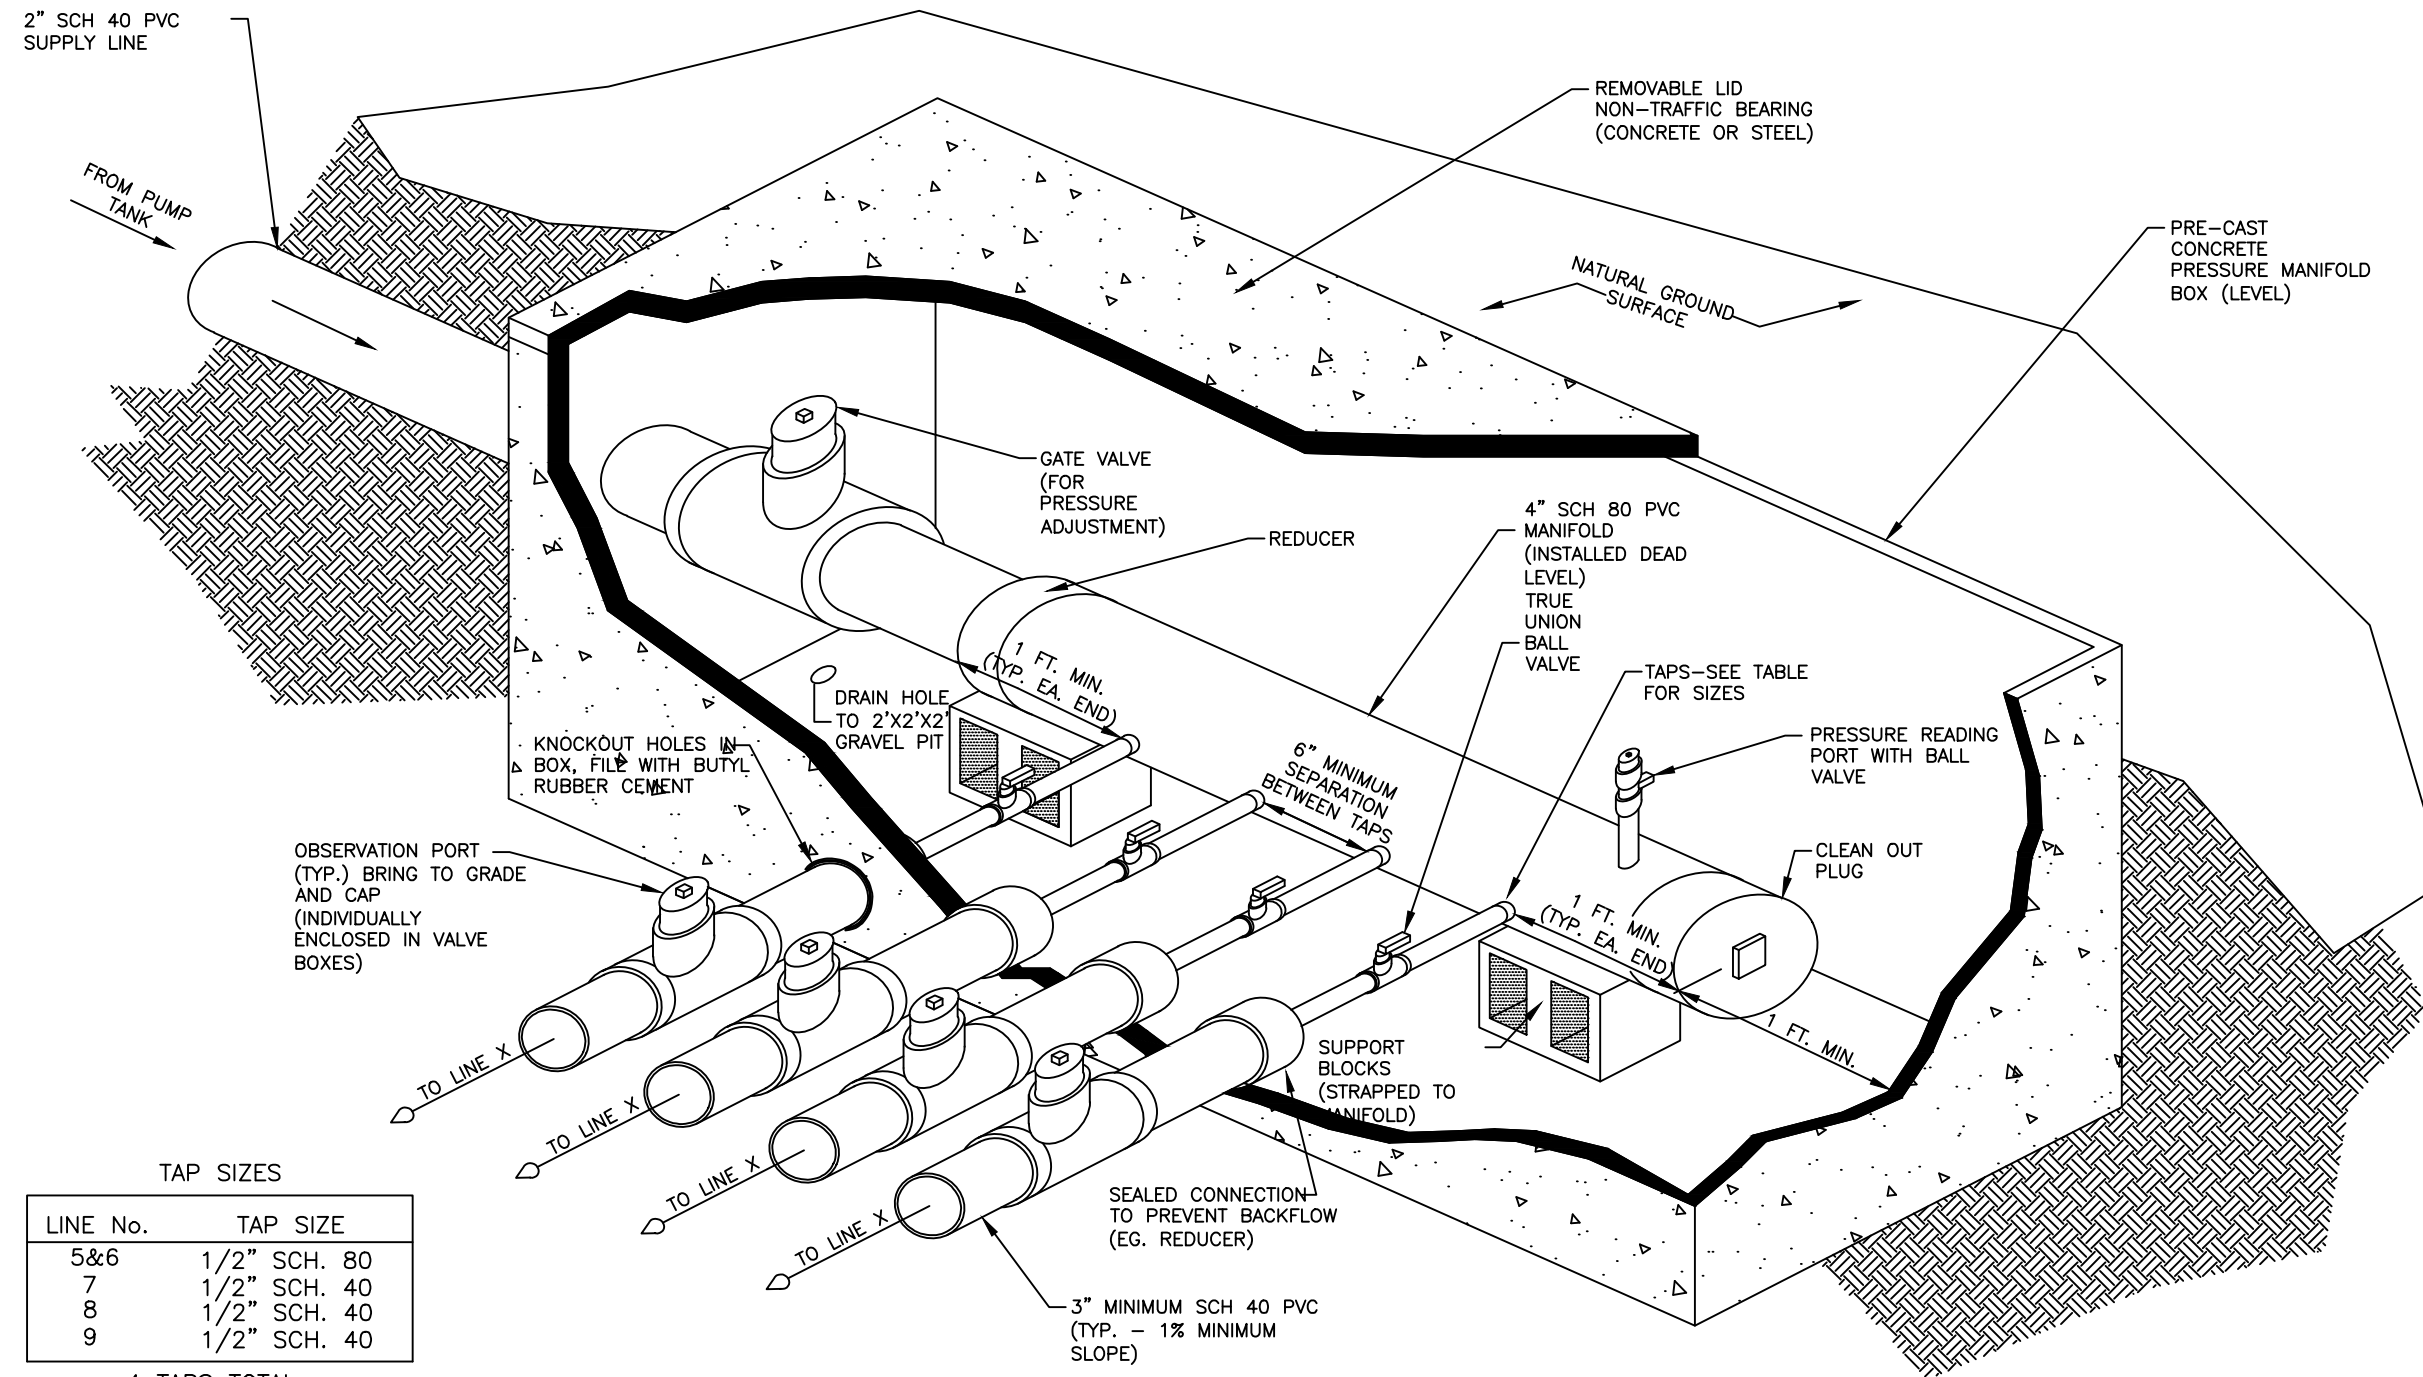 2” SCH 40 PVC
SUPPLY LINE
FROM PUMP
TANK
REMOVABLE LID
NON-TRAFFIC BEARING
(CONCRETE OR STEEL)
PRE-CAST
CONCRETE
PRESSURE MANIFOLD
BOX (LEVEL)
NATURAL GROUND
SURFACE
GATE VALVE
(FOR
PRESSURE
ADJUSTMENT)
REDUCER
4” SCH 80 PVC
MANIFOLD
(INSTALLED DEAD
LEVEL)
TRUE
UNION
BALL
VALVE
TAPS-SEE TABLE
FOR SIZES
PRESSURE READING
PORT WITH BALL
VALVE
CLEAN OUT
PLUG
1 FT. MIN.
(TYP. EA. END)
DRAIN HOLE
TO 2'X2'X2'
GRAVEL PIT
KNOCKOUT HOLES IN
BOX, FILL WITH BUTYL
RUBBER CEMENT
6” MINIMUM
SEPARATION
BETWEEN TAPS
OBSERVATION PORT
(TYP.) BRING TO GRADE
AND CAP
(INDIVIDUALLY
ENCLOSED IN VALVE
BOXES)
1 FT. MIN.
(TYP. EA. END)
1 FT. MIN.
SUPPORT
BLOCKS
(STRAPPED TO
MANIFOLD)
TO LINE X
TO LINE X
TO LINE X
TO LINE X
SEALED CONNECTION
TO PREVENT BACKFLOW
(EG. REDUCER)
3” MINIMUM SCH 40 PVC
(TYP. - 1% MINIMUM
SLOPE)
TAP SIZES
LINE No. TAP SIZE
5&6 1/2” SCH. 80
7 1/2” SCH. 40
8 1/2” SCH. 40
9 1/2” SCH. 40
4 TAPS TOTAL